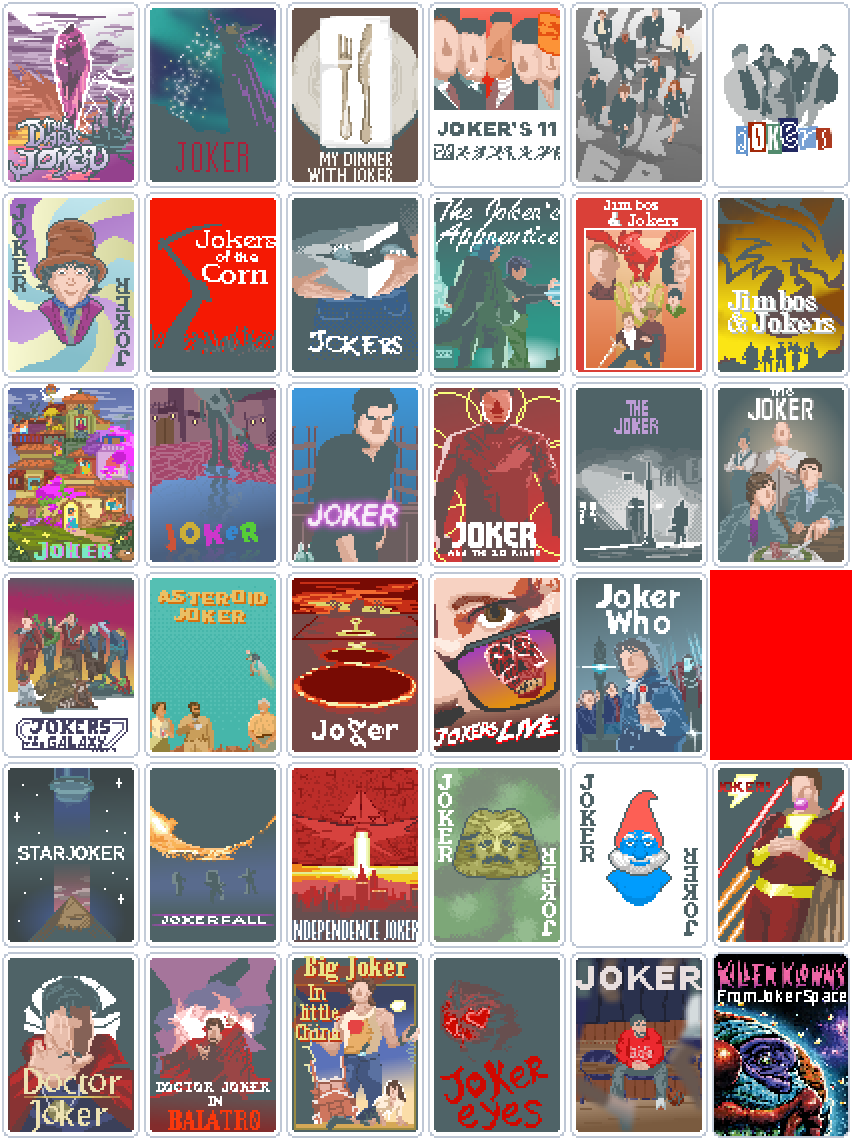 THE
DARK
JOKER
JOKER
MY DINNER
WITH JOKER
JOKER'S 11
JOKER
JOKERS
JOKER
JOKER
Jokers
of the
Corn
JOKERS
The Joker's
Apprentice
Jimbos
& Jokers
Jimbos
& Jokers
JOKER
JOKER
JOKER
JOKER
THE
JOKER
THE
JOKER
JOKERS
GALAXY
ASTEROID
JOKER
Joker
JOKERS LIVE
Joker
Who
STARJOKER
JOKERFALL
INDEPENDENCE JOKER
JOKER
JOKER
JOKER
JOKER
JOKER!
Doctor
Joker
DOCTOR JOKER
IN
BALATRO
Big Joker
In
little
China
JoKer
eyes
JOKER
KILLER KLOWNS
From Joker Space